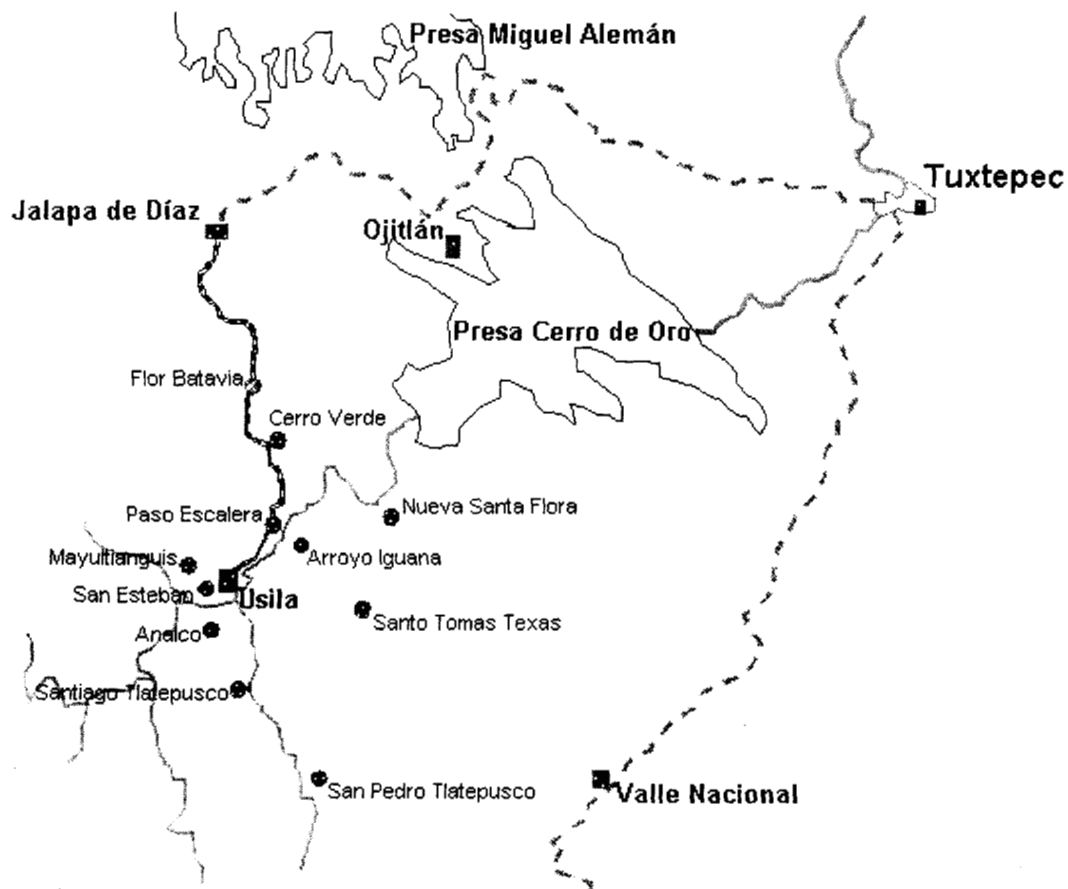 Presa Miguel Alemán
Tuxtepec
Jalapa de Díaz
Ojitlán
Presa Cerro de Oro
Flor Batavia
Cerro Verde
Nueva Santa Flora
Paso Escalera
Mayultianguis
Arroyo Iguana
San Esteban
Usila
Santo Tomas Texas
Analco
Santiago Tlatepusco
San Pedro Tlatepusco
Valle Nacional